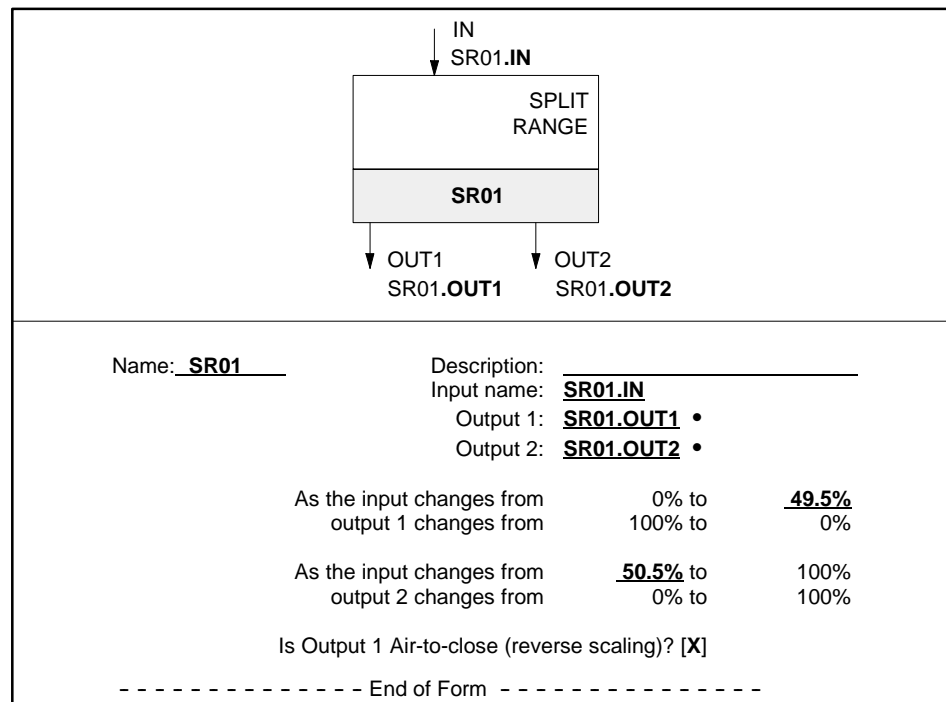 IN
SR01.IN
SPLIT
RANGE
SR01
OUT1
SR01.OUT1
OUT2
SR01.OUT2
Name: SR01 Description:
Input name: SR01.IN
Output 1: SR01.OUT1 •
Output 2: SR01.OUT2 •
As the input changes from 0% to 49.5%
output 1 changes from 100% to 0%
As the input changes from 50.5% to 100%
output 2 changes from 0% to 100%
Is Output 1 Air-to-close (reverse scaling)? [X]
- - - - - - - - - - - - - - End of Form - - - - - - - - - - - - - - -